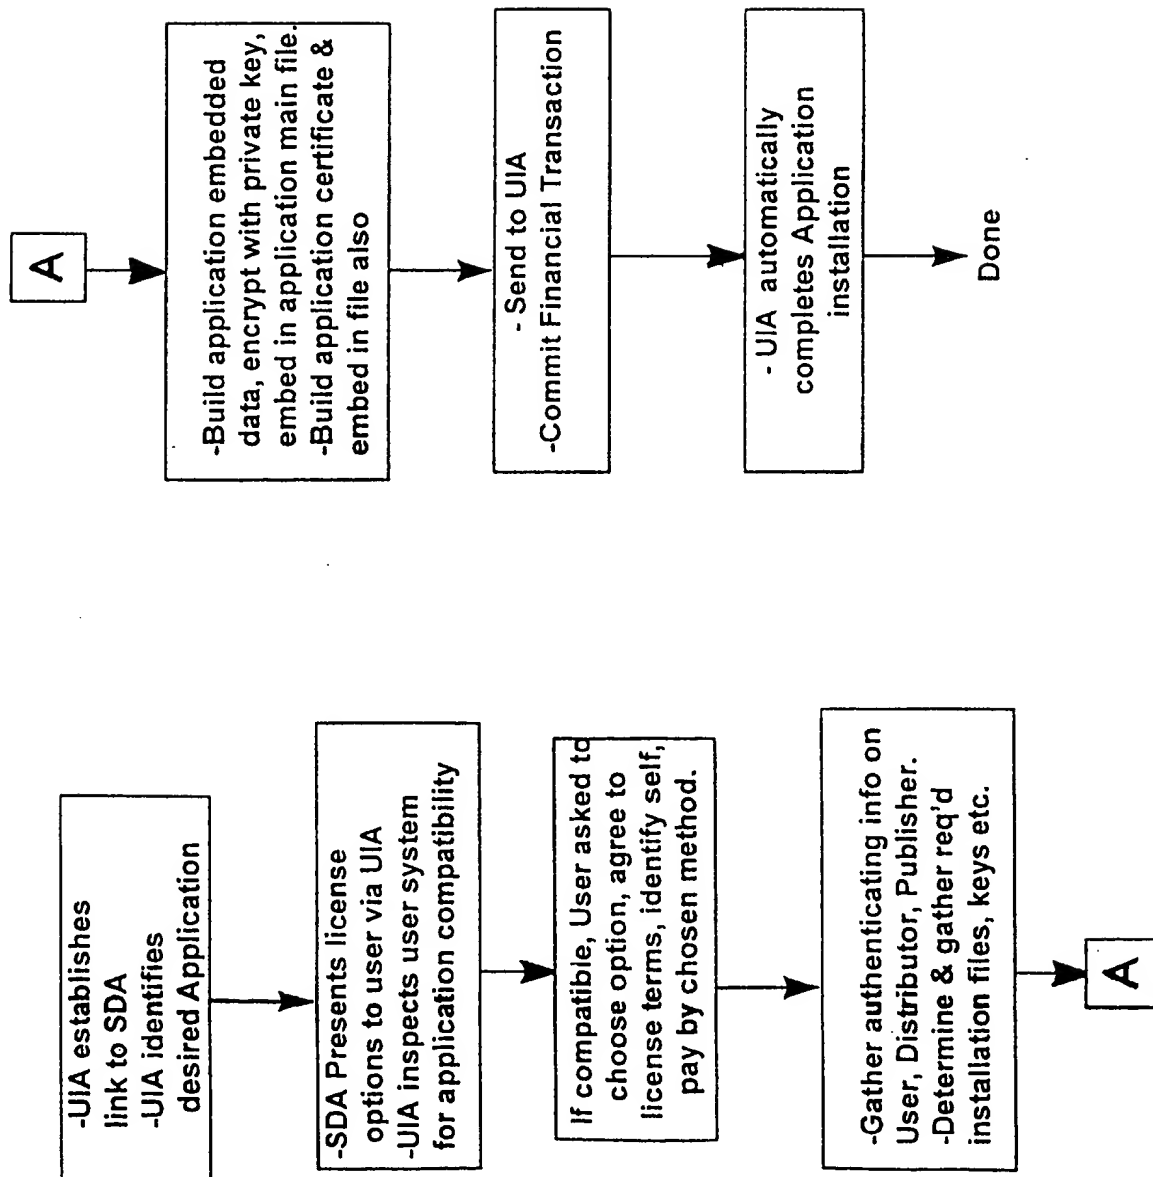 -UIA establishes
link to SDA
-UIA identifies
desired Application
-SDA Presents license
options to user via UIA
-UIA inspects user system
for application compatibility
If compatible, User asked to
choose option, agree to
license terms, identify self,
pay by chosen method.
-Gather authenticating info on
User, Distributor, Publisher.
-Determine & gather req'd
installation files, keys etc.
A
A
-Build application embedded
data, encrypt with private key,
embed in application main file.
-Build application certificate &
embed in file also
- Send to UIA
-Commit Financial Transaction
- UIA automatically
completes Application
installation
Done